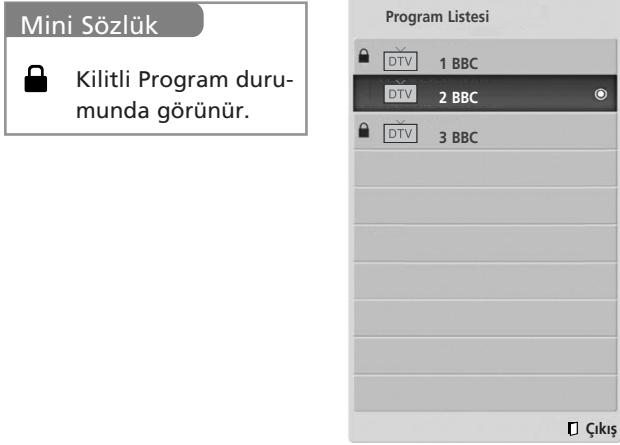 Mini Sözlük
Kilitli Program duru-
munda görünür.
Program Listesi
DTV 1 BBC
DTV 2 BBC
DTV 3 BBC
Çıkış